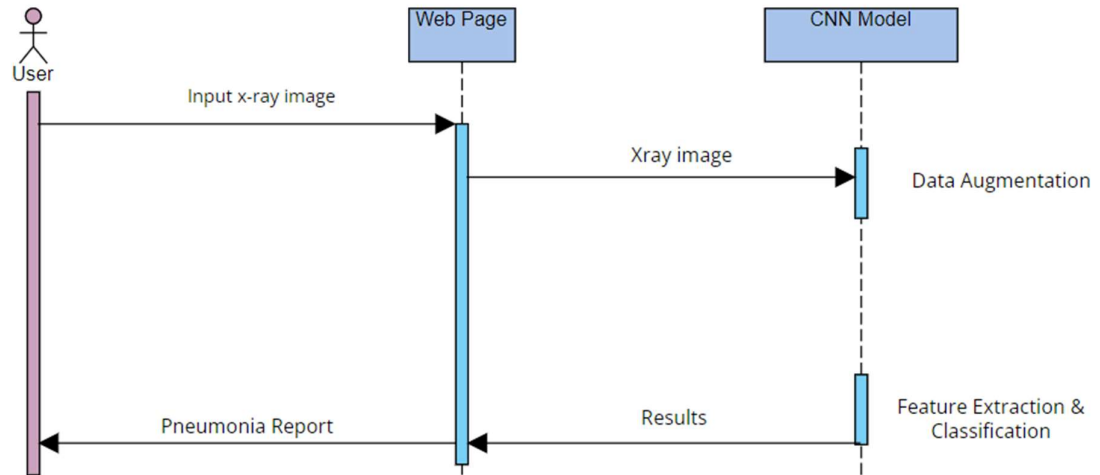 Web Page
CNN Model
User
Input x-ray image
Xray image
Data Augmentation
Pneumonia Report
Results
Feature Extraction &
Classification